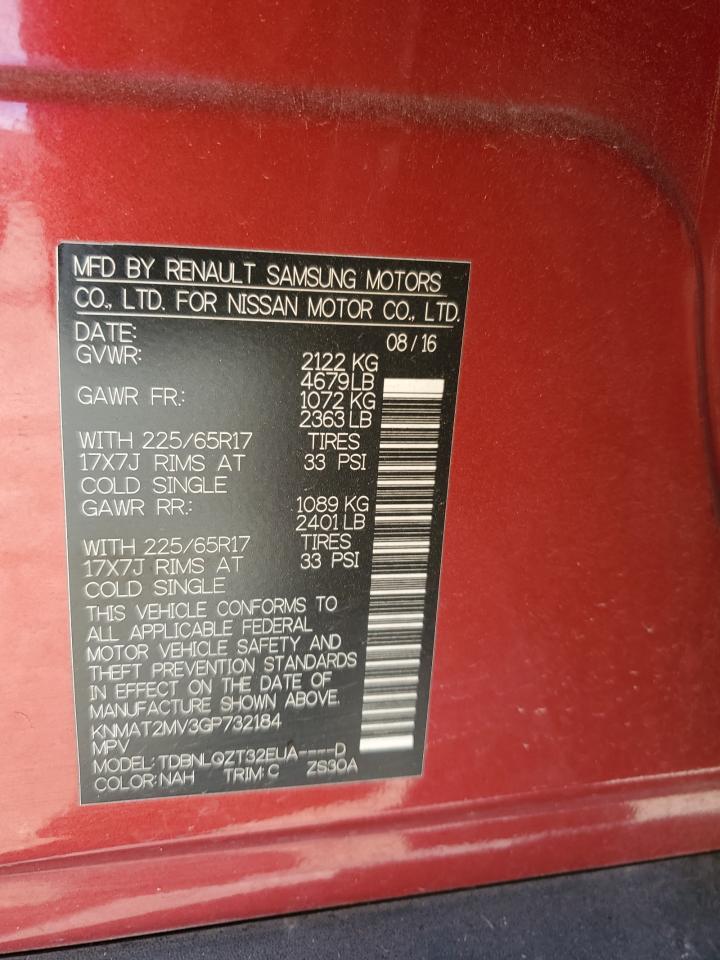 MFD BY RENAULT SAMSUNG MOTORS
CO., LTD. FOR NISSAN MOTOR CO., LTD.
DATE: 08 / 16
GVWR: 2122 KG
4679LB
GAWR FR.: 1072 KG
2363 LB
WITH 225/65R17 TIRES
17X7J RIMS AT 33 PSI
COLD SINGLE
GAWR RR.: 1089 KG
2401 LB
WITH 225/65R17 TIRES
17X7J RIMS AT 33 PSI
COLD SINGLE
THIS VEHICLE CONFORMS TO
ALL APPLICABLE FEDERAL
MOTOR VEHICLE SAFETY AND
THEFT PREVENTION STANDARDS
IN EFFECT ON THE DATE OF
MANUFACTURE SHOWN ABOVE.
KNMAT2MV3GP732184
MPV
MODEL: TDBNLQZT32EUA----D
COLOR: NAH TRIM: C ZS30A